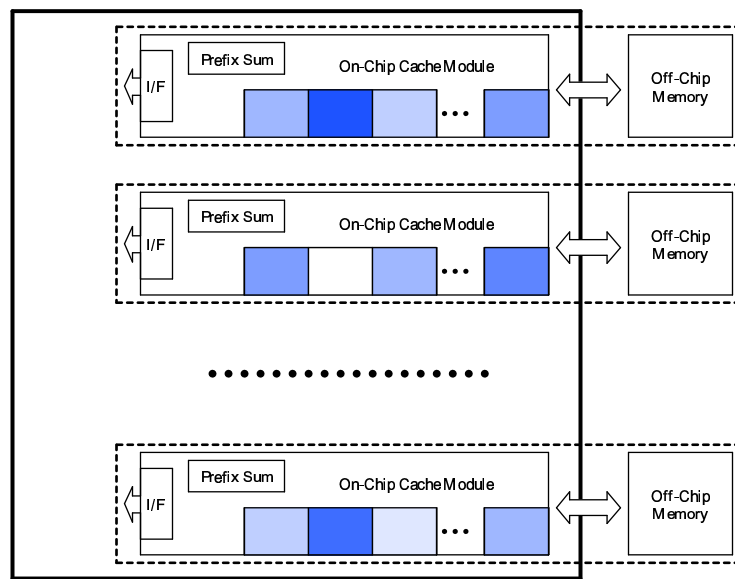 Prefix Sum
On-Chip CacheModule
I/F
Off-Chip
Memory
Prefix Sum
On-Chip CacheModule
I/F
Off-Chip
Memory
Prefix Sum
On-Chip CacheModule
I/F
Off-Chip
Memory